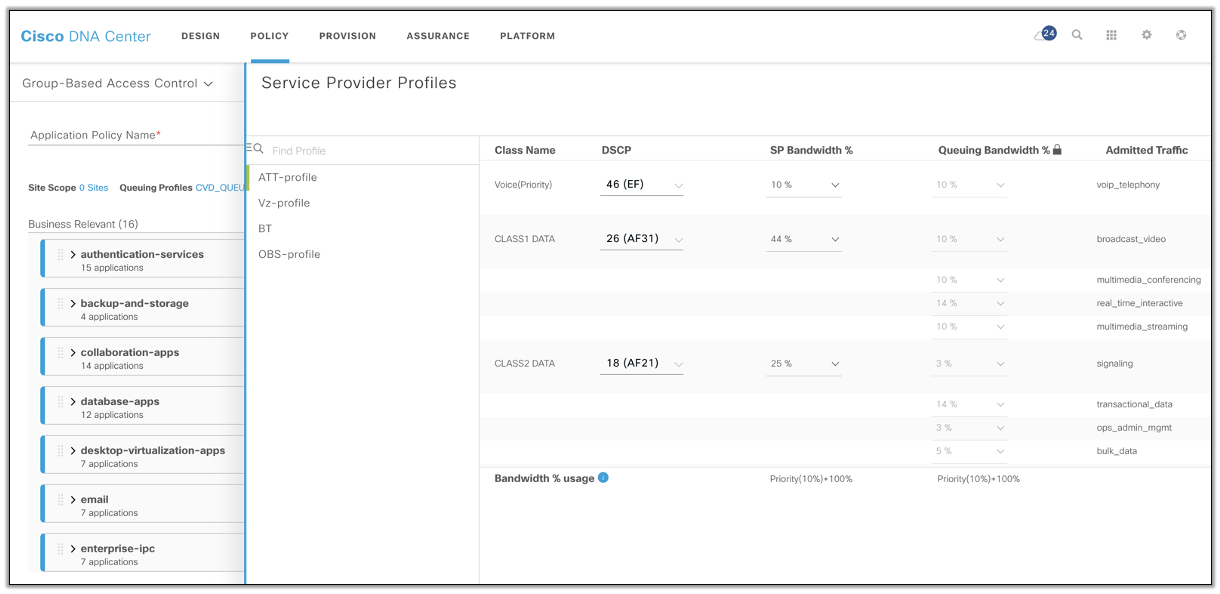 Cisco DNA Center DESIGN POLICY PROVISION ASSURANCE PLATFORM 24
Group-Based Access Control
Service Provider Profiles
Application Policy Name*
Site Scope 0 Sites Queuing Profiles CVD_QUEU
Business Relevant (16)
authentication-services
15 applications
backup-and-storage
4 applications
collaboration-apps
14 applications
database-apps
12 applications
desktop-virtualization-apps
7 applications
email
7 applications
enterprise-ipc
7 applications
Find Profile
ATT-profile
Vz-profile
BT
OBS-profile
Class Name DSCP SP Bandwidth % Queuing Bandwidth % Admitted Traffic
Voice(Priority) 46 (EF) 10 % 10 % voip_telephony
CLASS1 DATA 26 (AF31) 44 % 10 % broadcast_video
10 % multimedia_conferencing
14 % real_time_interactive
10 % multimedia_streaming
CLASS2 DATA 18 (AF21) 25 % 3 % signaling
14 % transactional_data
3 % ops_admin_mgmt
5 % bulk_data
Bandwidth % usage Priority(10%)+100% Priority(10%)+100%